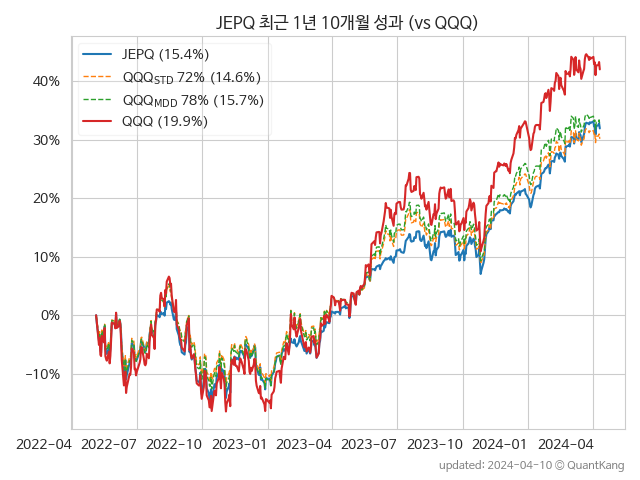 JEPQ 최근 1년 10개월 성과 (vs QQQ)
JEPQ (15.4%)
QQQSTD 72% (14.6%)
QQQMDD 78% (15.7%)
QQQ (19.9%)
40%
30%
20%
10%
0%
−10%
2022−04 2022−07 2022−10 2023−01 2023−04 2023−07 2023−10 2024−01 2024−04
updated: 2024−04−10 © QuantKang